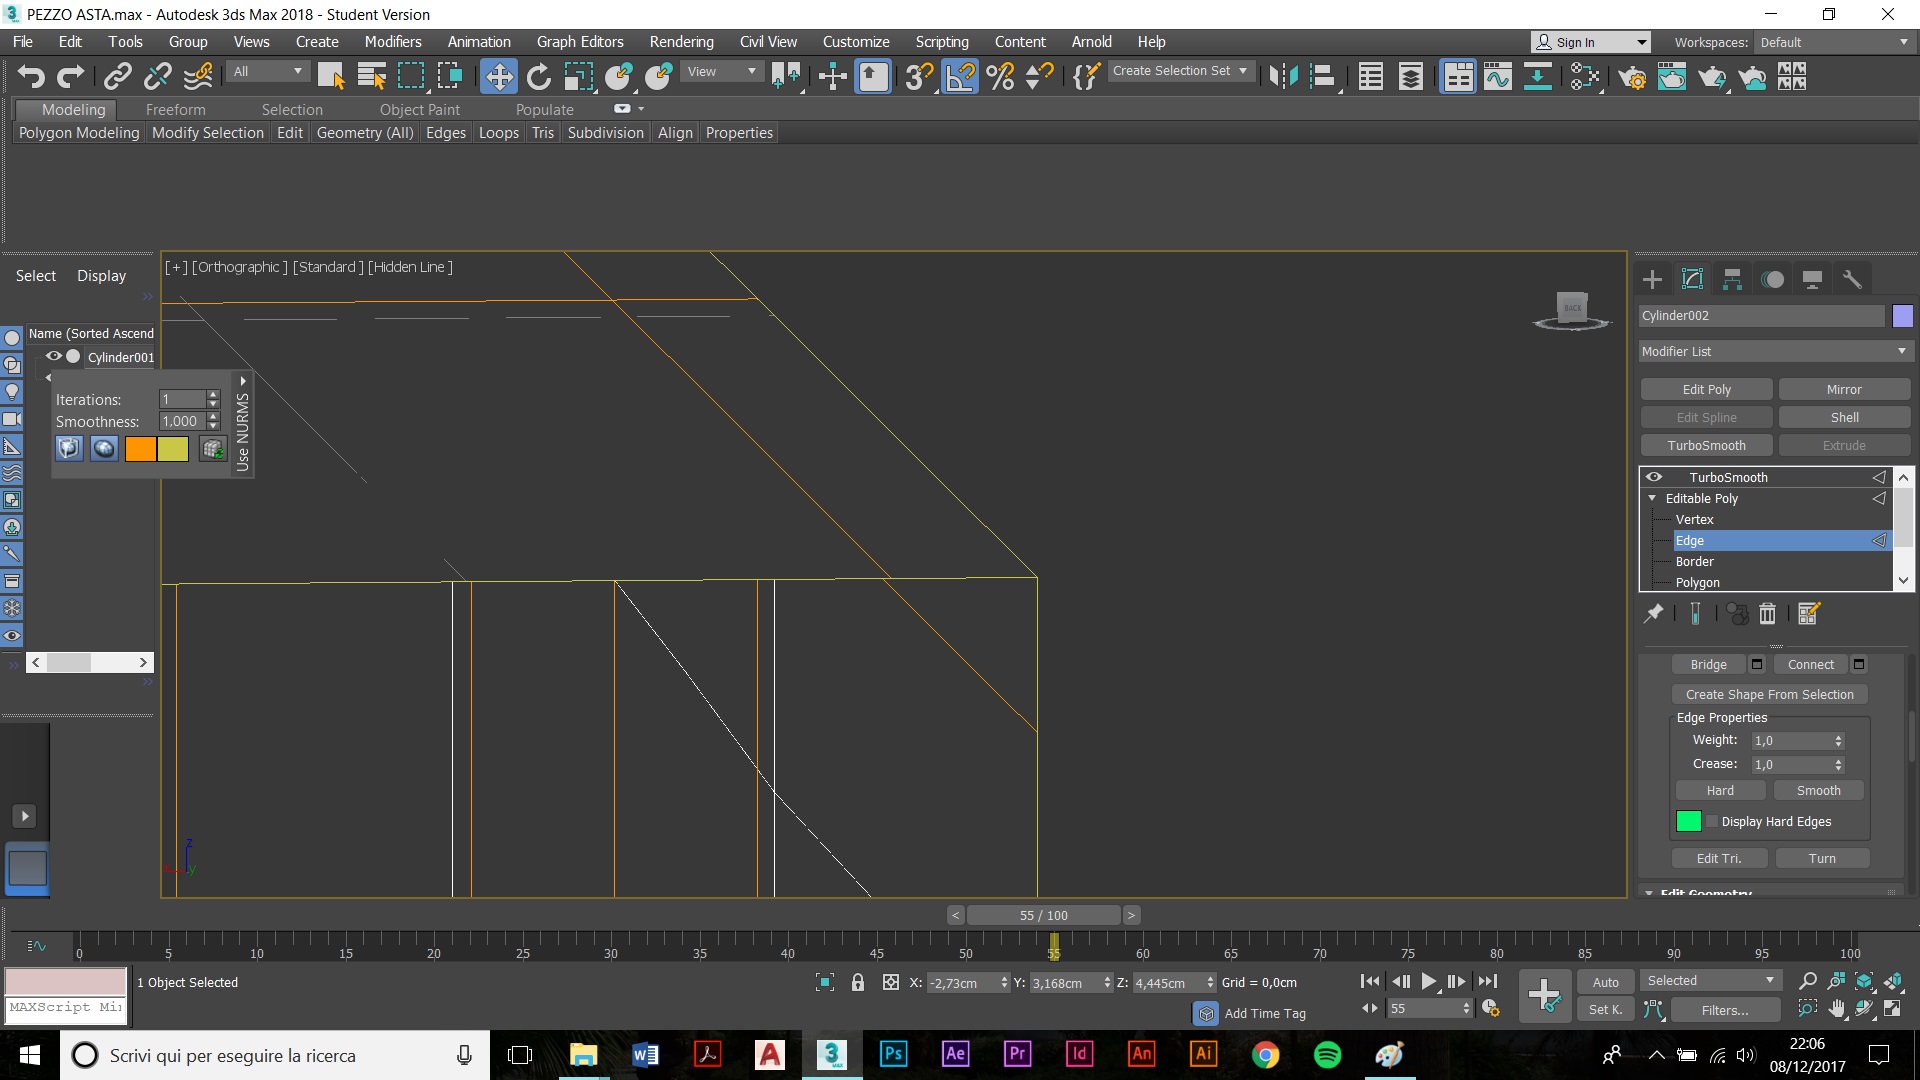 PEZZO ASTA.max - Autodesk 3ds Max 2018 - Student Version
File Edit Tools Group Views Create Modifiers Animation Graph Editors Rendering Civil View Customize Scripting Content Arnold Help
Sign In Workspaces: Default
All View Create Selection Set
Modeling Freeform Selection Object Paint Populate
Polygon Modeling Modify Selection Edit Geometry (All) Edges Loops Tris Subdivision Align Properties
Select Display
[+] [Orthographic ] [Standard ] [Hidden Line ]
BACK
Name (Sorted Ascend
Cylinder001
Iterations: 1
Smoothness: 1,000
Use NURMS
Cylinder002
Modifier List
Edit Poly Mirror
Edit Spline Shell
TurboSmooth Extrude
TurboSmooth
Editable Poly
Vertex
Edge
Border
Polygon
Bridge Connect
Create Shape From Selection
Edge Properties
Weight: 1,0
Crease: 1,0
Hard Smooth
Display Hard Edges
Edit Tri. Turn
Edit Geometry
z
y
< 55 / 100 >
0 5 10 15 20 25 30 35 40 45 50 55 60 65 70 75 80 85 90 95 100
1 Object Selected
X: -2,73cm Y: 3,168cm Z: 4,445cm Grid = 0,0cm
Auto Selected
MAXScript Mi
Add Time Tag
55
Set K. Filters...
Scrivi qui per eseguire la ricerca
Ps Ae Pr Id An Ai
22:06
08/12/2017